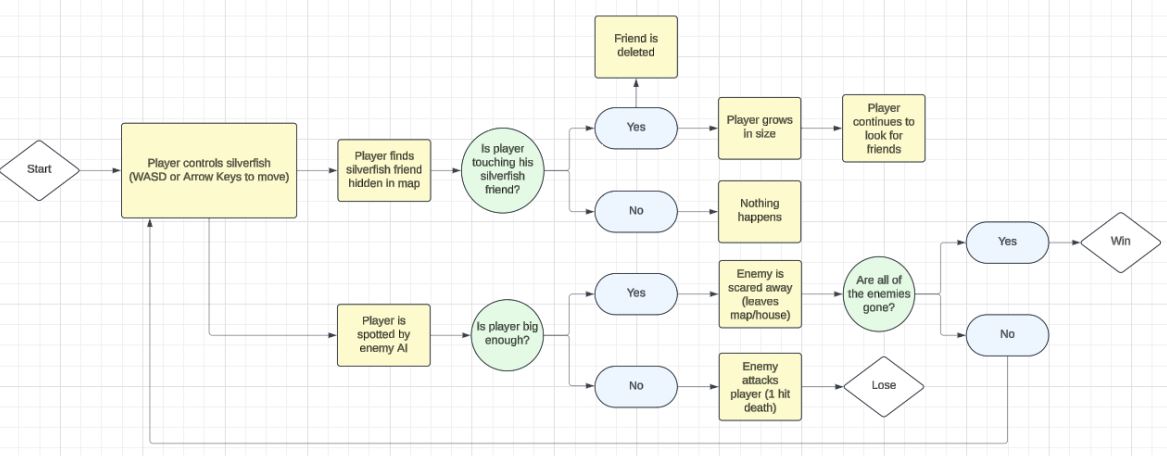 Friend is
deleted
Start
Player controls silverfish
(WASD or Arrow Keys to move)
Player finds
silverfish friend
hidden in map
Is player
touching his
silverfish
friend?
Yes
Player grows
in size
Player
continues to
look for
friends
No
Nothing
happens
Player is
spotted by
enemy AI
Is player big
enough?
Yes
Enemy is
scared away
(leaves
map/house)
Are all of
the enemies
gone?
Yes
Win
No
No
Enemy
attacks
player (1 hit
death)
Lose